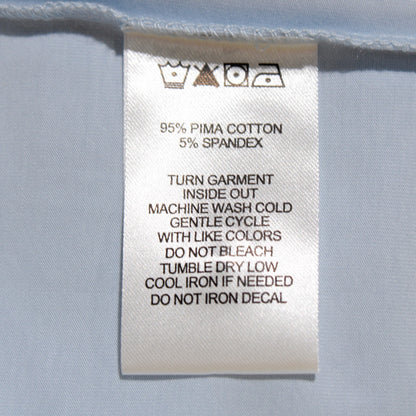 95% PIMA COTTON
5% SPANDEX
TURN GARMENT
INSIDE OUT
MACHINE WASH COLD
GENTLE CYCLE
WITH LIKE COLORS
DO NOT BLEACH
TUMBLE DRY LOW
COOL IRON IF NEEDED
DO NOT IRON DECAL